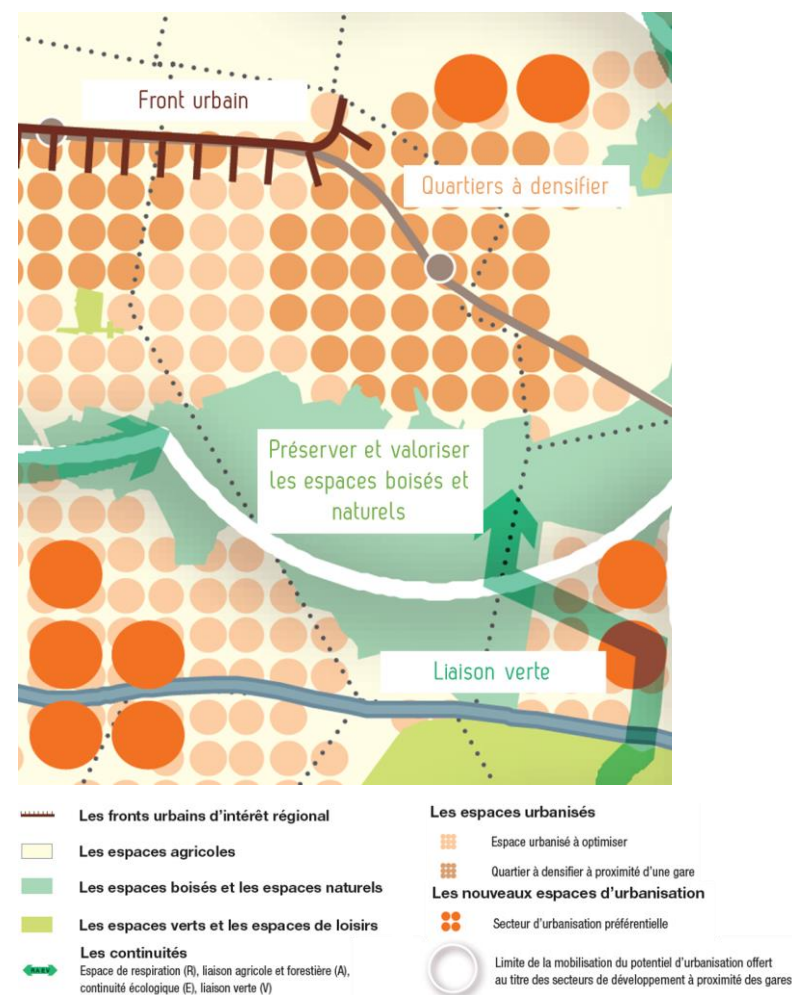 Front urbain
Quartiers à densifier
Préserver et valoriser
les espaces boisés et
naturels
Liaison verte
Les fronts urbains d'intérêt régional
Les espaces agricoles
Les espaces boisés et les espaces naturels
Les espaces verts et les espaces de loisirs
Les continuités
Espace de respiration (R), liaison agricole et forestière (A),
continuité écologique (E), liaison verte (V)
Les espaces urbanisés
Espace urbanisé à optimiser
Quartier à densifier à proximité d'une gare
Les nouveaux espaces d'urbanisation
Secteur d'urbanisation préférentielle
Limite de la mobilisation du potentiel d'urbanisation offert
au titre des secteurs de développement à proximité des gares